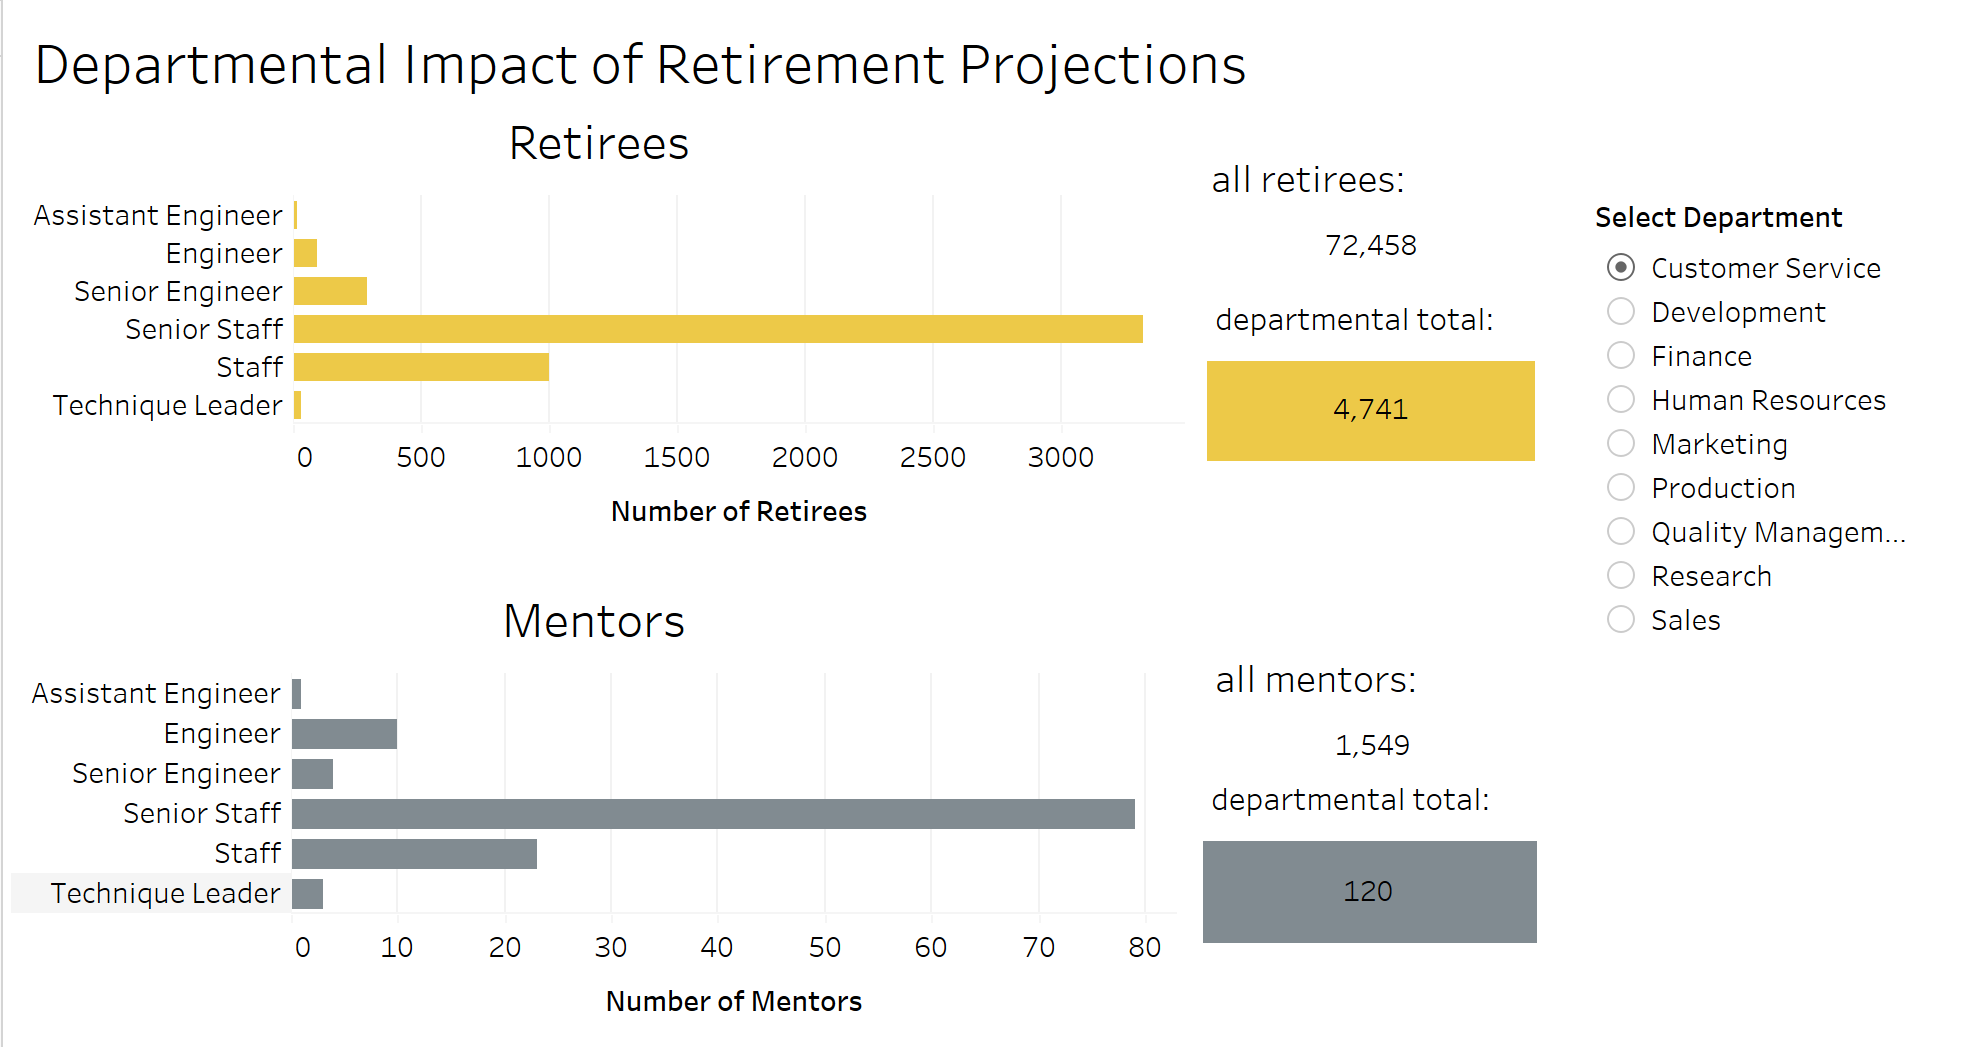 Departmental Impact of Retirement Projections
Retirees
Assistant Engineer
Engineer
Senior Engineer
Senior Staff
Staff
Technique Leader
0 500 1000 1500 2000 2500 3000
Number of Retirees
all retirees:
72,458
departmental total:
4,741
Select Department
Customer Service
Development
Finance
Human Resources
Marketing
Production
Quality Managem...
Research
Sales
Mentors
Assistant Engineer
Engineer
Senior Engineer
Senior Staff
Staff
Technique Leader
0 10 20 30 40 50 60 70 80
Number of Mentors
all mentors:
1,549
departmental total:
120